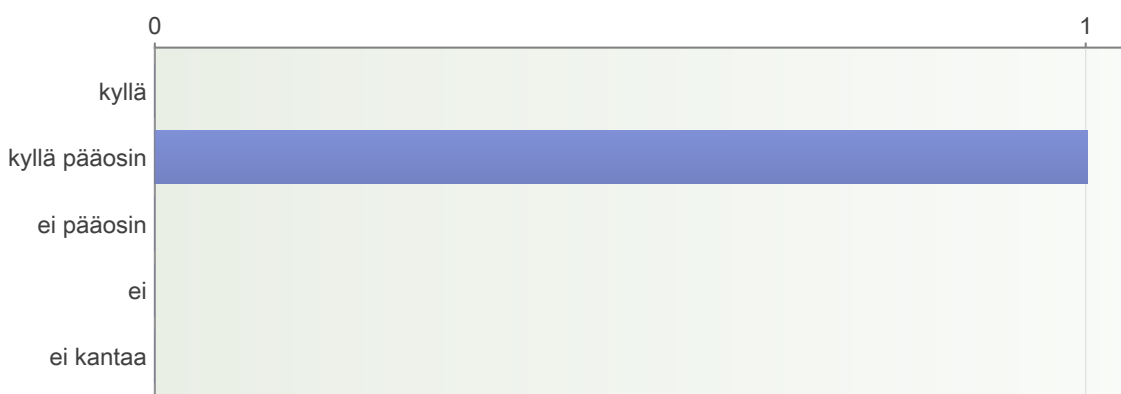 0 1
kyllä
kyllä pääosin
ei pääosin
ei
ei kantaa